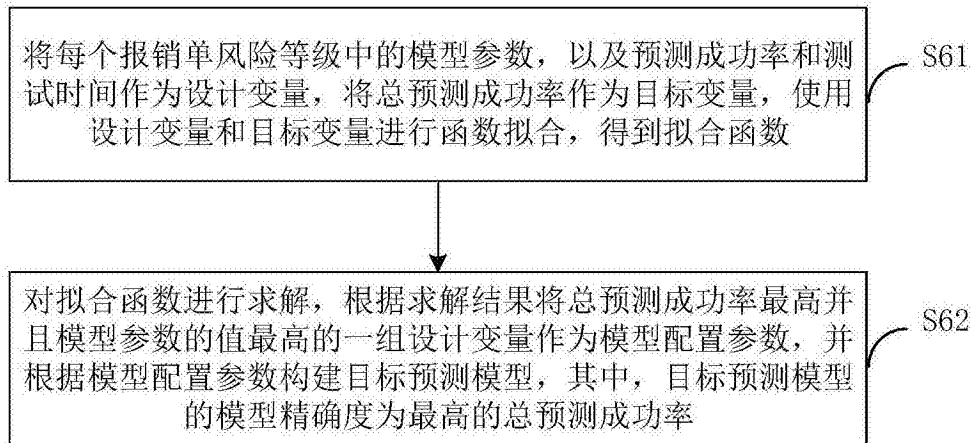 将每个报销单风险等级中的模型参数，以及预测成功率和测
试时间作为设计变量，将总预测成功率作为目标变量，使用
设计变量和目标变量进行函数拟合，得到拟合函数
S61
对拟合函数进行求解，根据求解结果将总预测成功率最高并
且模型参数的值最高的一组设计变量作为模型配置参数，并
根据模型配置参数构建目标预测模型，其中，目标预测模型
的模型精确度为最高的总预测成功率
S62